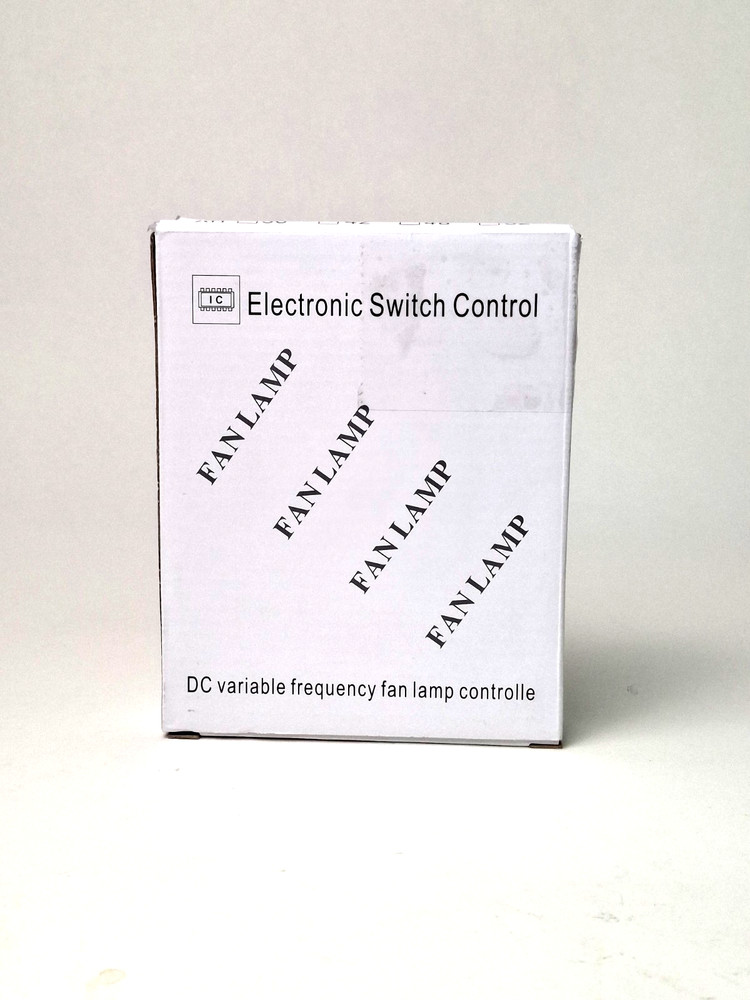 IC
Electronic Switch Control
FAN LAMP
FAN LAMP
FAN LAMP
FAN LAMP
DC variable frequency fan lamp controlle